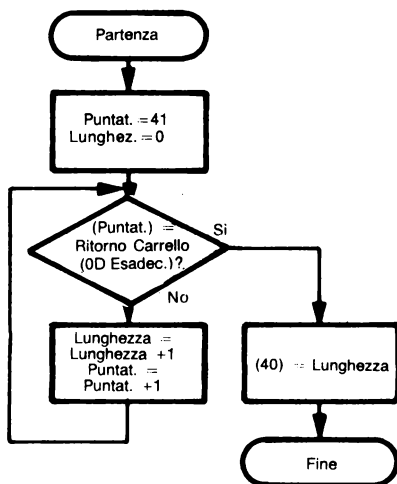 Partenza
Puntat. = 41
Lunghez. = 0
(Puntat.) =
Ritorno Carrello
(0D Esadec.)?
Sì
No
Lunghezza =
Lunghezza +1
Puntat. =
Puntat. +1
(40) = Lunghezza
Fine